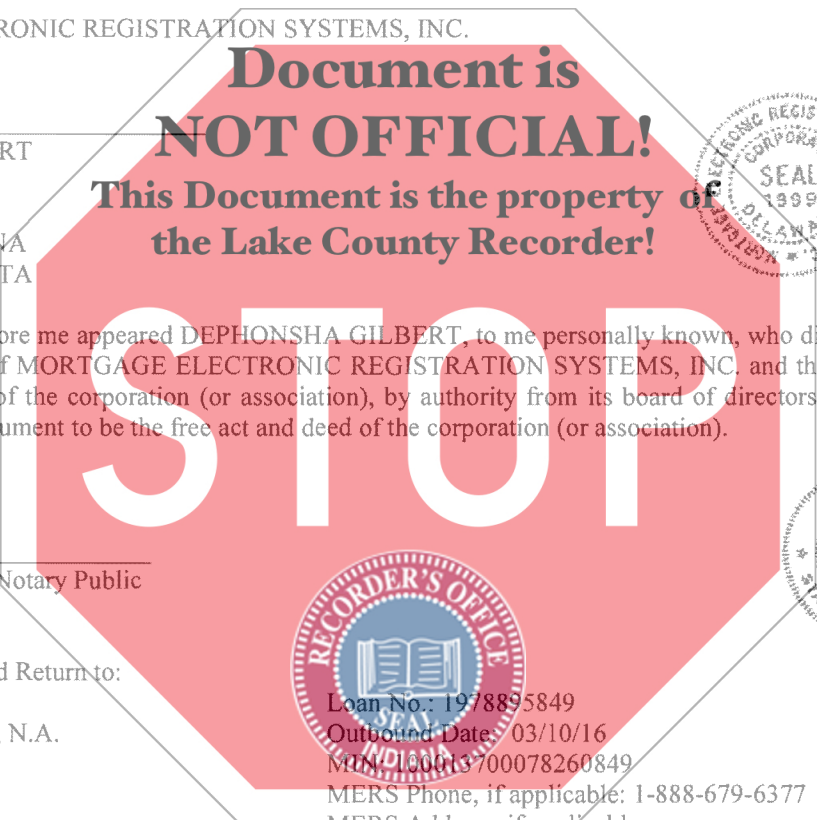 RONIC REGISTRATION SYSTEMS, INC.
Document is
NOT OFFICIAL!
This Document is the property of
the Lake County Recorder!
RT
NA
TA
ore me appeared DEPHONSHA GILBERT, to me personally known, who di
f MORTGAGE ELECTRONIC REGISTRATION SYSTEMS, INC. and th
of the corporation (or association), by authority from its board of directors
ument to be the free act and deed of the corporation (or association).
STOP
Notary Public
d Return to:
, N.A.
RECORDER'S OFFICE
SEAL
INDIANA
Loan No.: 1978895849
Outbound Date: 03/10/16
MIN: 100013700078260849
MERS Phone, if applicable: 1-888-679-6377
SEAL
1999